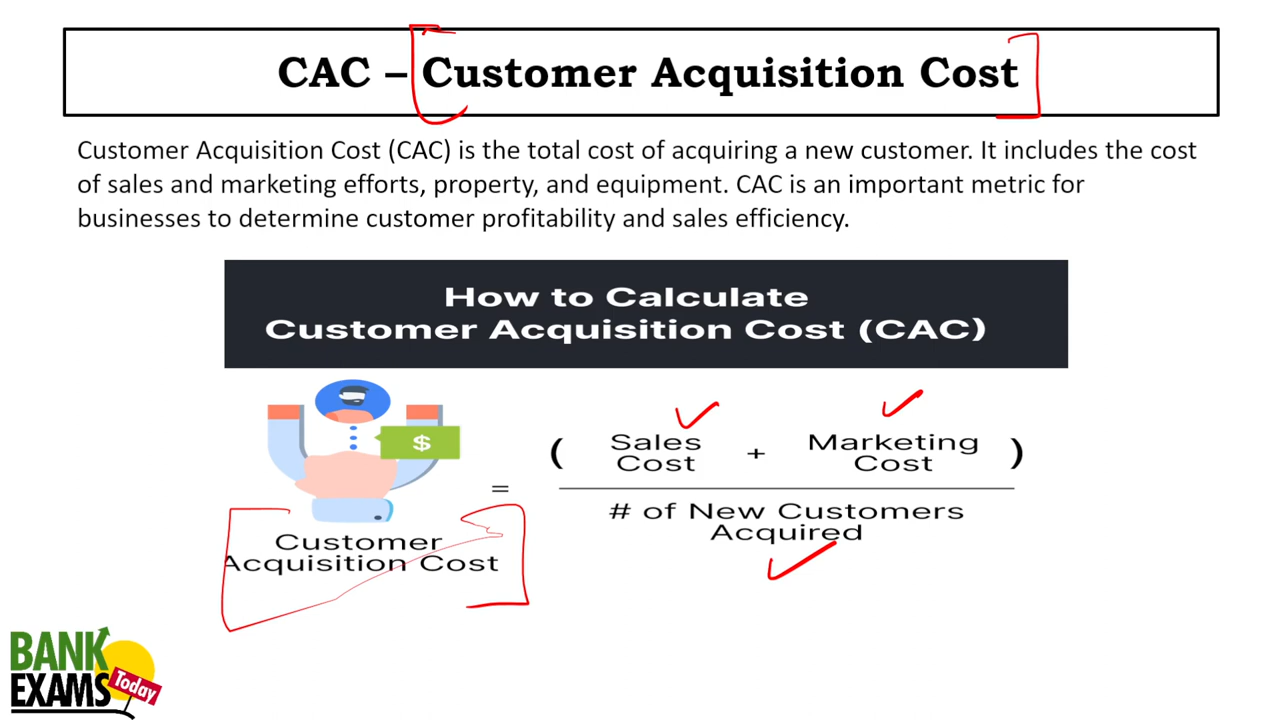 CAC – Customer Acquisition Cost
Customer Acquisition Cost (CAC) is the total cost of acquiring a new customer. It includes the cost
of sales and marketing efforts, property, and equipment. CAC is an important metric for
businesses to determine customer profitability and sales efficiency.
How to Calculate
Customer Acquisition Cost (CAC)
$
Customer
Acquisition Cost
=
( Sales
Cost
+
Marketing
Cost )
# of New Customers
Acquired
BANK
EXAMS
Today